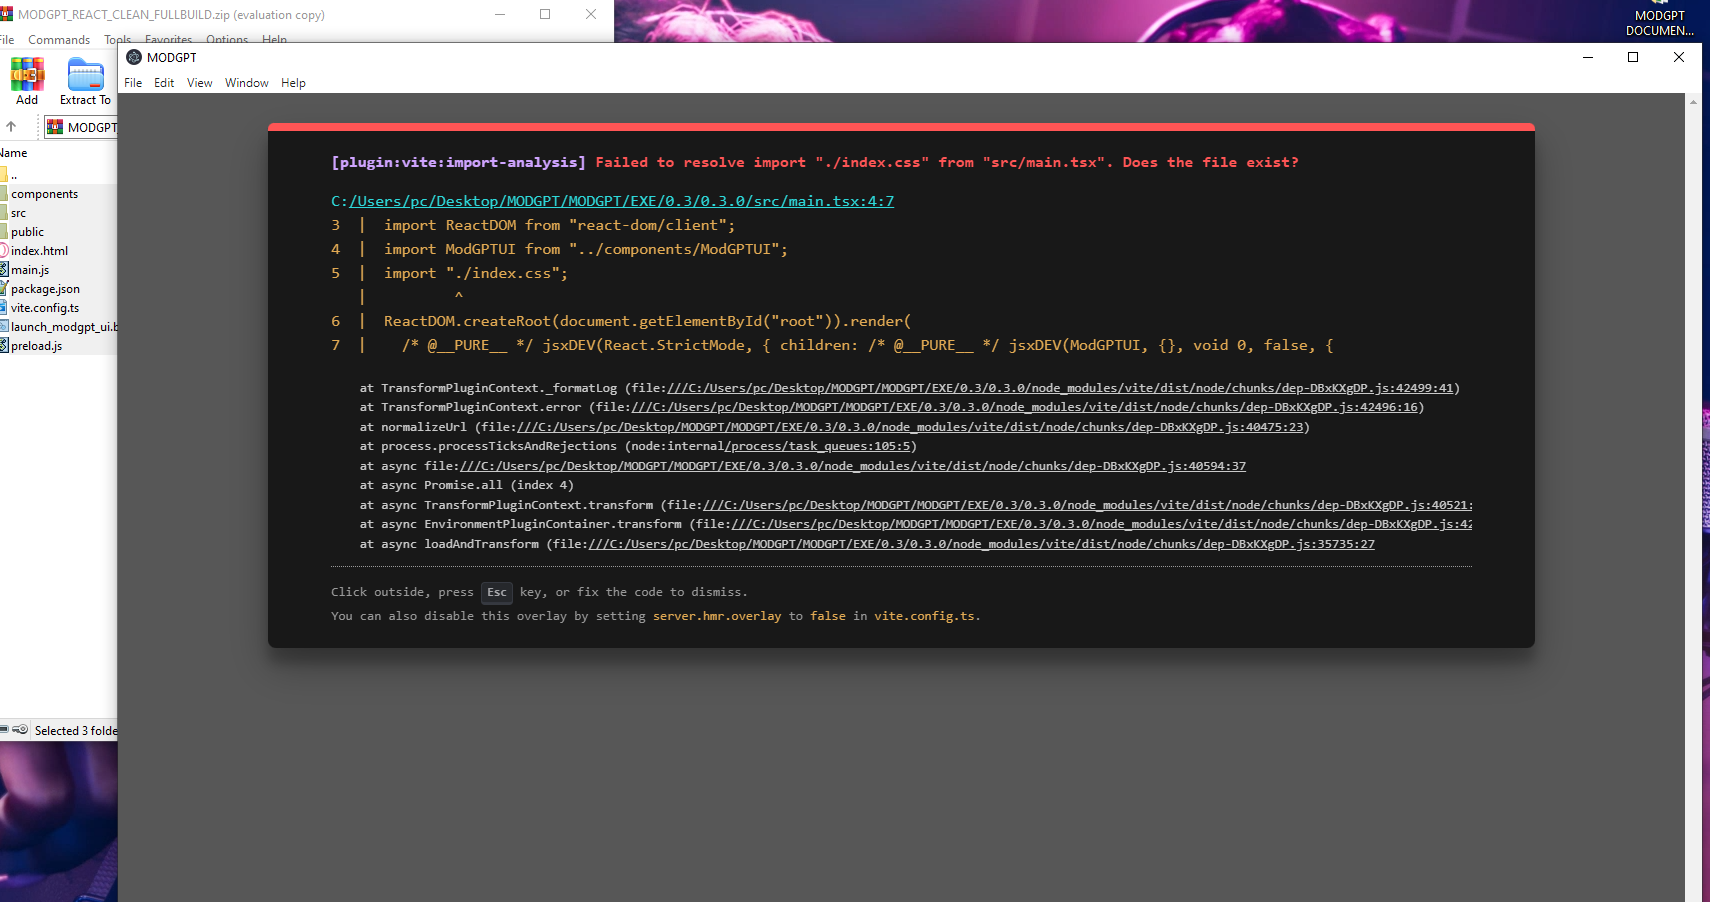 MODGPT_REACT_CLEAN_FULLBUILD.zip (evaluation copy)
File Commands Tools Favorites Options Help
Add
Extract To
MODGPT
Name
..
components
src
public
index.html
main.js
package.json
vite.config.ts
launch_modgpt_ui.b
preload.js
Selected 3 folde
MODGPT
DOCUMEN...
MODGPT
File Edit View Window Help
[plugin:vite:import-analysis] Failed to resolve import "./index.css" from "src/main.tsx". Does the file exist?
C:/Users/pc/Desktop/MODGPT/MODGPT/EXE/0.3/0.3.0/src/main.tsx:4:7
3 | import ReactDOM from "react-dom/client";
4 | import ModGPTUI from "../components/ModGPTUI";
5 | import "./index.css";
| ^
6 | ReactDOM.createRoot(document.getElementById("root")).render(
7 | /* @__PURE__ */ jsxDEV(React.StrictMode, { children: /* @__PURE__ */ jsxDEV(ModGPTUI, {}, void 0, false, {
at TransformPluginContext._formatLog (file:///C:/Users/pc/Desktop/MODGPT/MODGPT/EXE/0.3/0.3.0/node_modules/vite/dist/node/chunks/dep-DBxKXgDP.js:42499:41)
at TransformPluginContext.error (file:///C:/Users/pc/Desktop/MODGPT/MODGPT/EXE/0.3/0.3.0/node_modules/vite/dist/node/chunks/dep-DBxKXgDP.js:42496:16)
at normalizeUrl (file:///C:/Users/pc/Desktop/MODGPT/MODGPT/EXE/0.3/0.3.0/node_modules/vite/dist/node/chunks/dep-DBxKXgDP.js:40475:23)
at process.processTicksAndRejections (node:internal/process/task_queues:105:5)
at async file:///C:/Users/pc/Desktop/MODGPT/MODGPT/EXE/0.3/0.3.0/node_modules/vite/dist/node/chunks/dep-DBxKXgDP.js:40594:37
at async Promise.all (index 4)
at async TransformPluginContext.transform (file:///C:/Users/pc/Desktop/MODGPT/MODGPT/EXE/0.3/0.3.0/node_modules/vite/dist/node/chunks/dep-DBxKXgDP.js:40521:
at async EnvironmentPluginContainer.transform (file:///C:/Users/pc/Desktop/MODGPT/MODGPT/EXE/0.3/0.3.0/node_modules/vite/dist/node/chunks/dep-DBxKXgDP.js:42
at async loadAndTransform (file:///C:/Users/pc/Desktop/MODGPT/MODGPT/EXE/0.3/0.3.0/node_modules/vite/dist/node/chunks/dep-DBxKXgDP.js:35735:27
Click outside, press Esc key, or fix the code to dismiss.
You can also disable this overlay by setting server.hmr.overlay to false in vite.config.ts.